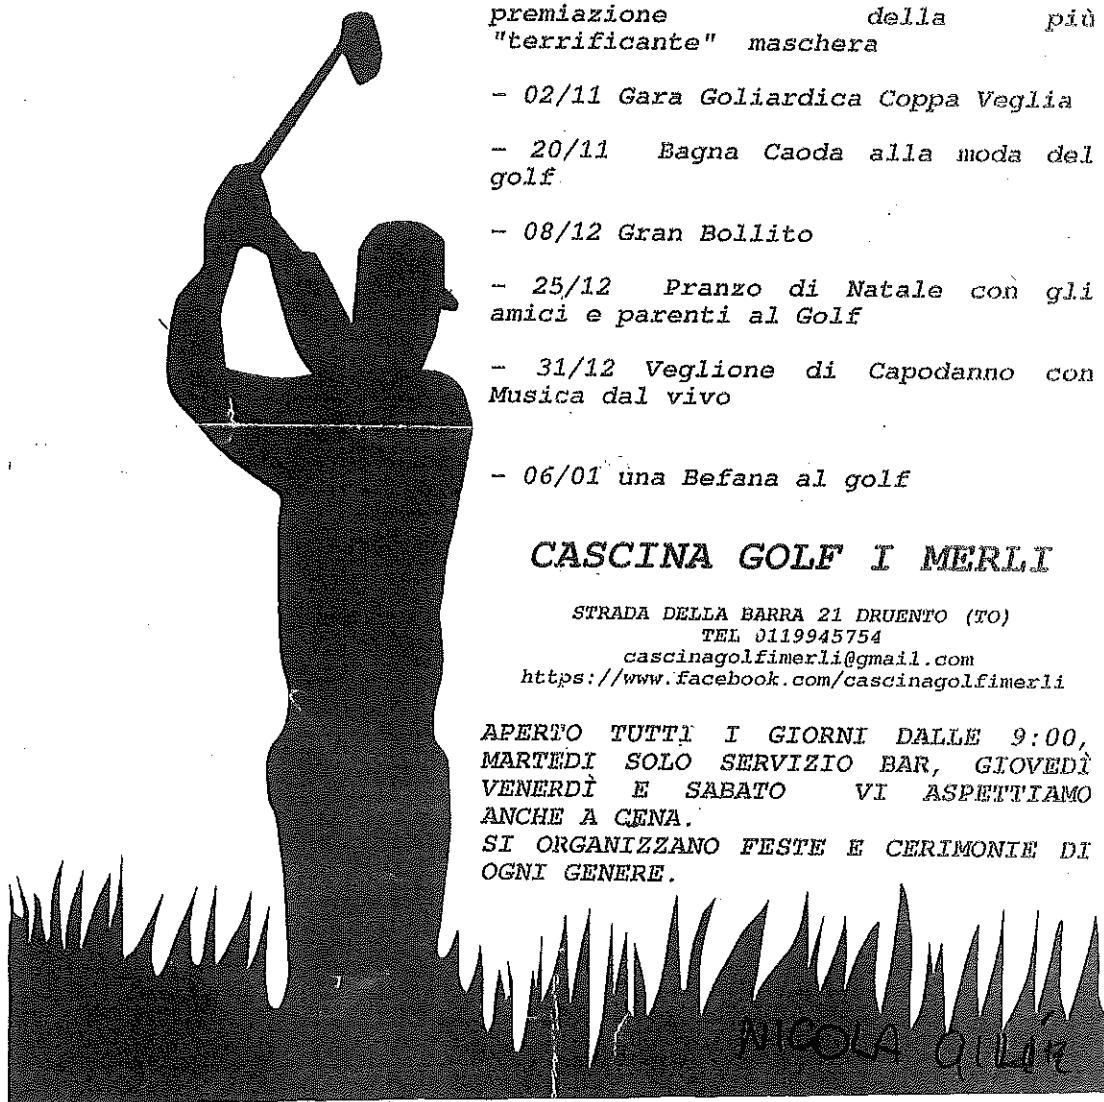 premiazione della più
"terrificante" maschera
- 02/11 Gara Goliardica Coppa Veglia
- 20/11 Bagna Caoda alla moda del
golf
- 08/12 Gran Bollito
- 25/12 Pranzo di Natale con gli
amici e parenti al Golf
- 31/12 Veglione di Capodanno con
Musica dal vivo
- 06/01 una Befana al golf
CASCINA GOLF I MERLI
STRADA DELLA BARRA 21 DRUENTO (TO)
TEL 0119945754
cascinagolfimerli@gmail.com
https://www.facebook.com/cascinagolfimerli
APERTO TUTTI I GIORNI DALLE 9:00,
MARTEDI SOLO SERVIZIO BAR, GIOVEDÌ
VENERDÌ E SABATO VI ASPETTIAMO
ANCHE A CENA.
SI ORGANIZZANO FESTE E CERIMONIE DI
OGNI GENERE.
NICOLA